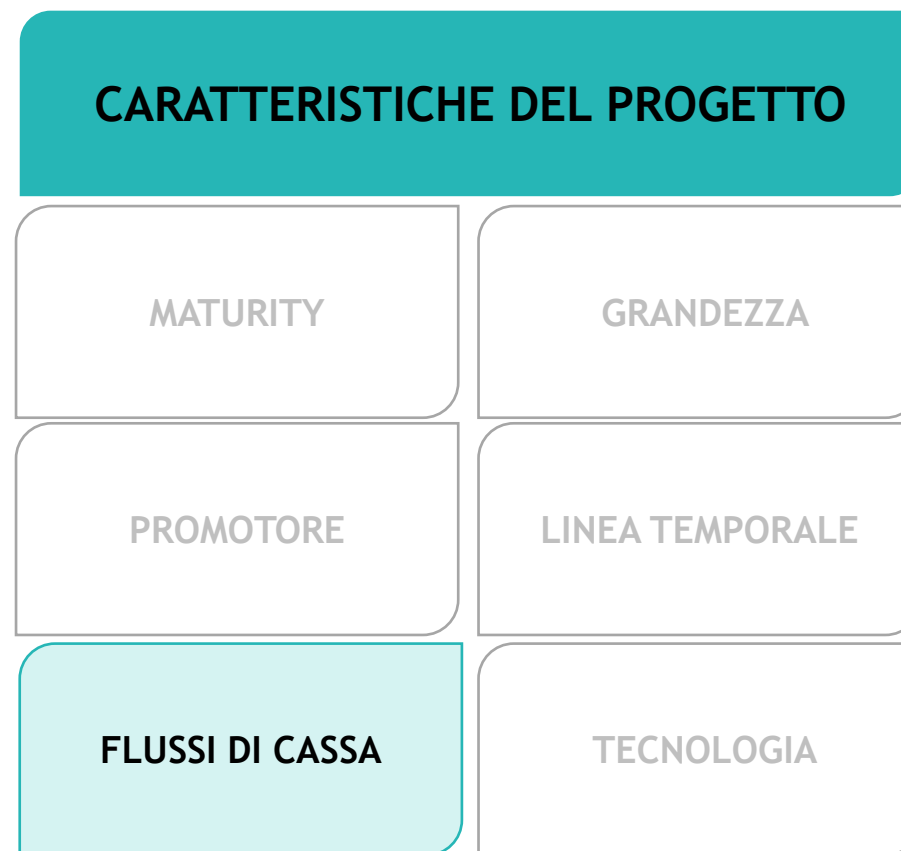 CARATTERISTICHE DEL PROGETTO
MATURITY
GRANDEZZA
PROMOTORE
LINEA TEMPORALE
FLUSSI DI CASSA
TECNOLOGIA